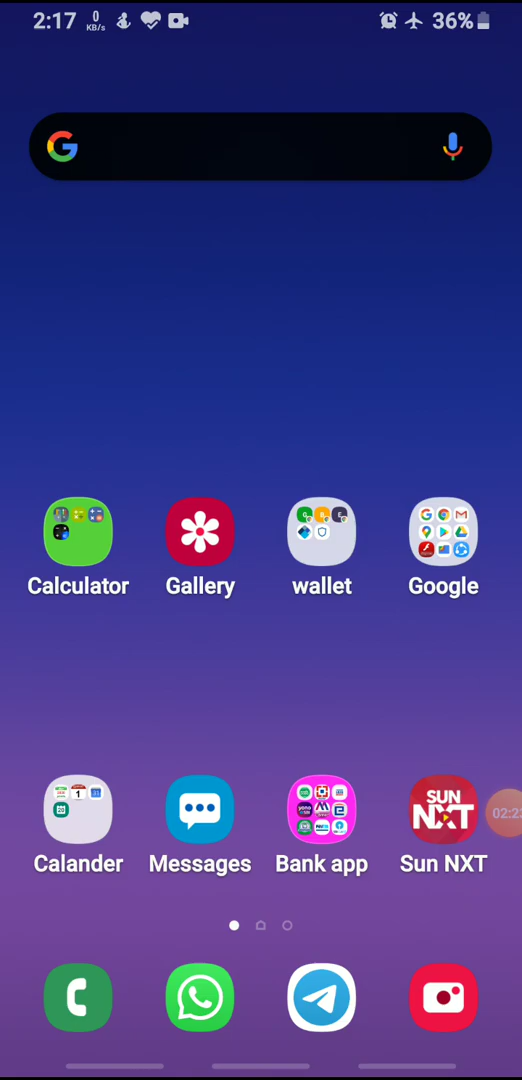 2:17 0 KB/s 36%
Calculator Gallery wallet Google
SUN NXT
Calander Messages Bank app Sun NXT